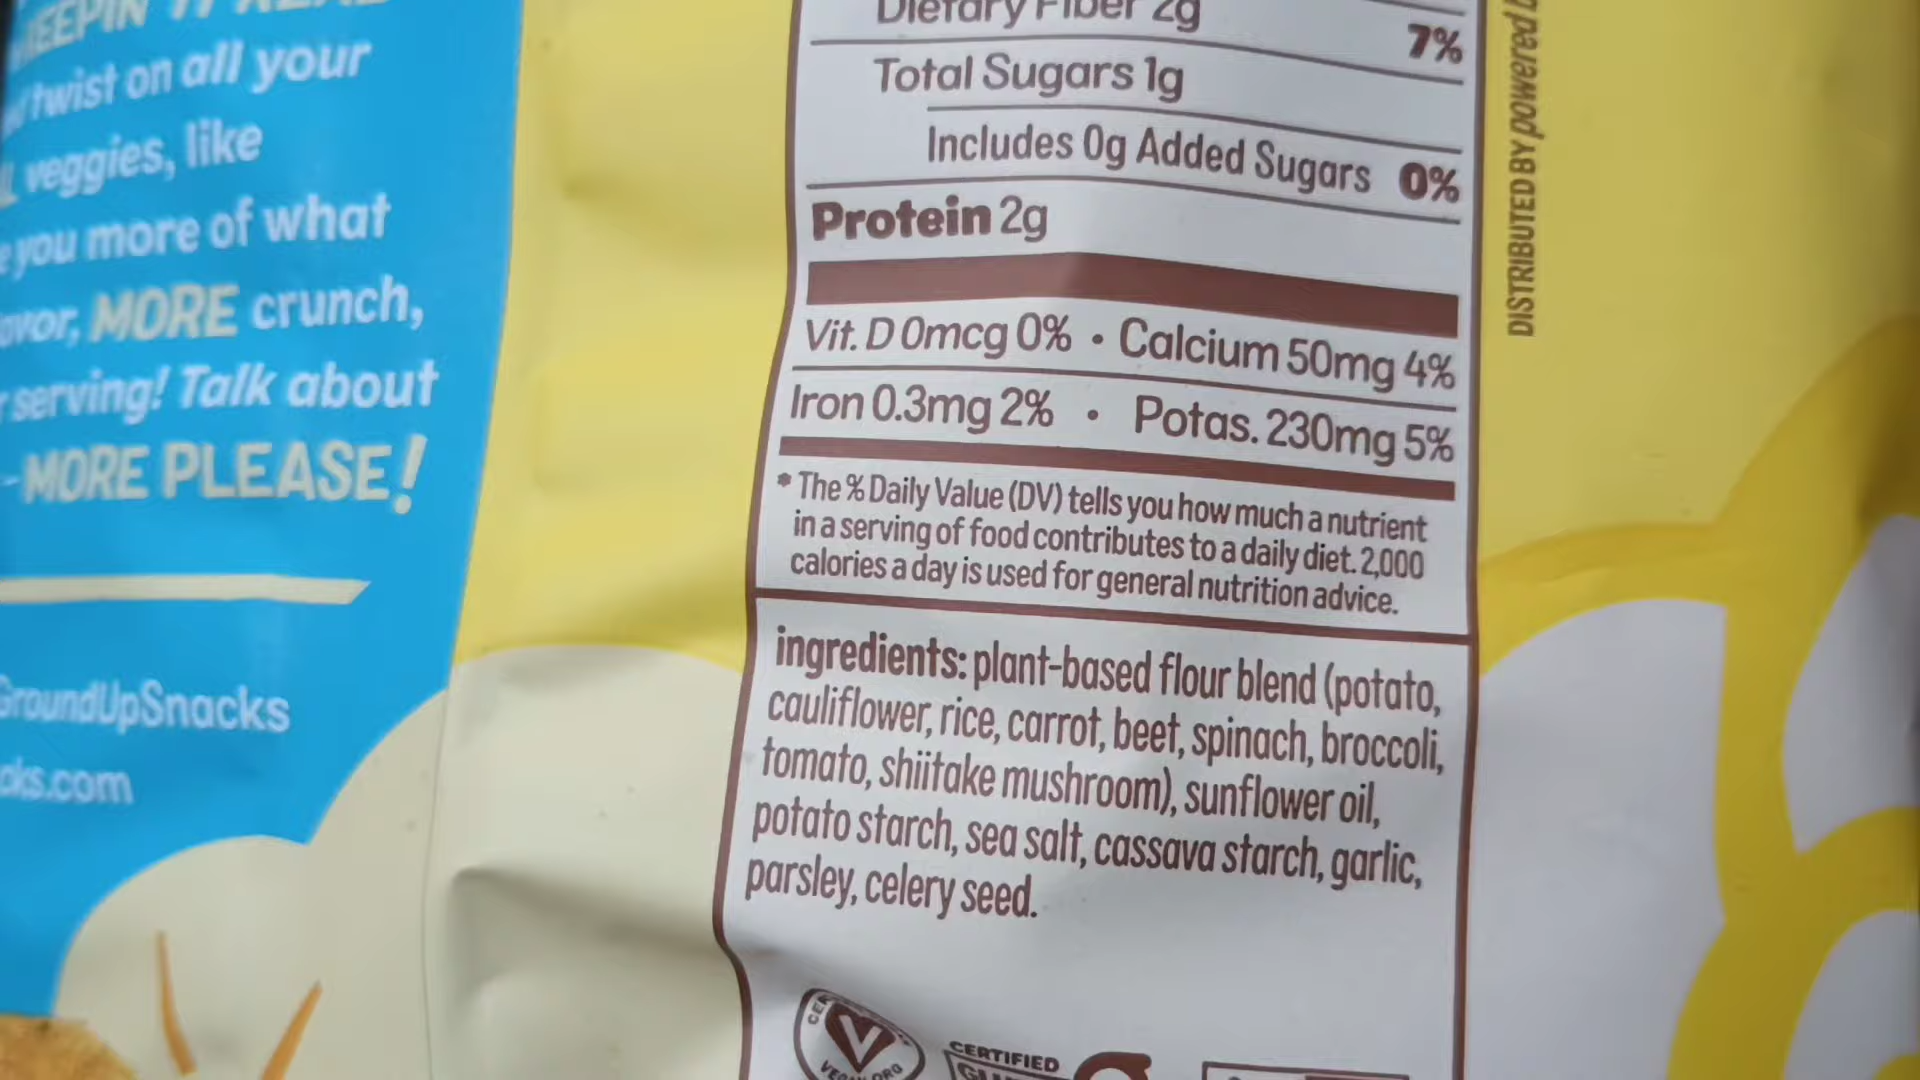 KEEPIN' IT REAL
twist on all your
veggies, like
you more of what
MORE crunch,
serving! Talk about
-MORE PLEASE!
GroundUpSnacks
Dietary Fiber 2g 7%
Total Sugars 1g
Includes 0g Added Sugars 0%
Protein 2g
Vit. D 0mcg 0% • Calcium 50mg 4%
Iron 0.3mg 2% • Potas. 230mg 5%
* The % Daily Value (DV) tells you how much a nutrient
in a serving of food contributes to a daily diet. 2,000
calories a day is used for general nutrition advice.
ingredients: plant-based flour blend (potato,
cauliflower, rice, carrot, beet, spinach, broccoli,
tomato, shiitake mushroom), sunflower oil,
potato starch, sea salt, cassava starch, garlic,
parsley, celery seed.
CERTIFIED
DISTRIBUTED BY powered